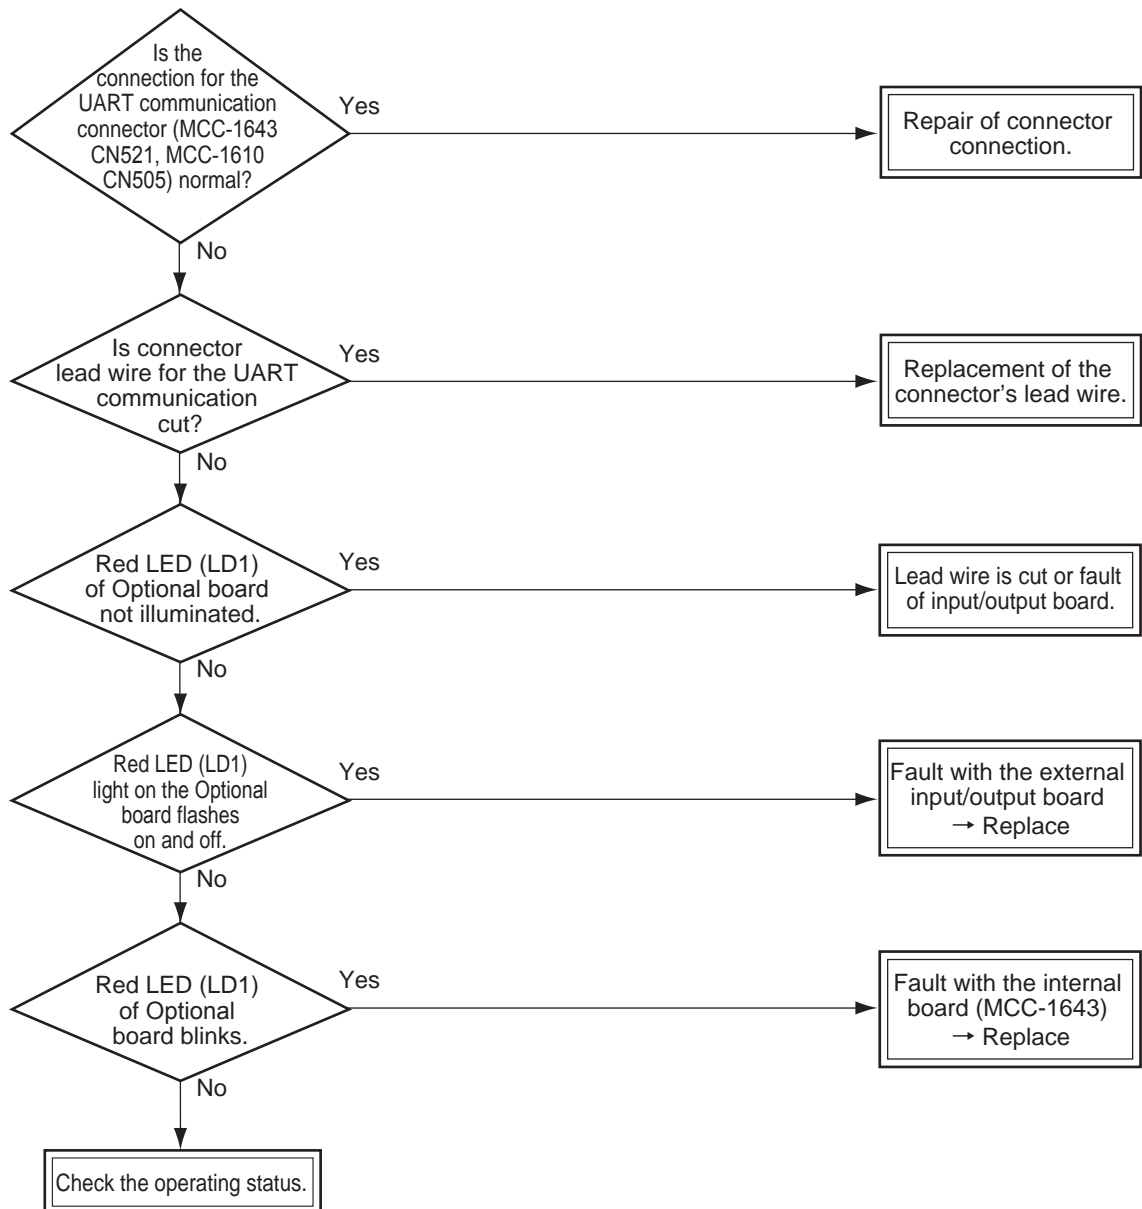 Is the
connection for the
UART communication
connector (MCC-1643
CN521, MCC-1610
CN505) normal?
Yes
Repair of connector
connection.
No
Is connector
lead wire for the UART
communication
cut?
Yes
Replacement of the
connector’s lead wire.
No
Red LED (LD1)
of Optional board
not illuminated.
Yes
Lead wire is cut or fault
of input/output board.
No
Red LED (LD1)
light on the Optional
board flashes
on and off.
Yes
Fault with the external
input/output board
→ Replace
No
Red LED (LD1)
of Optional
board blinks.
Yes
Fault with the internal
board (MCC-1643)
→ Replace
No
Check the operating status.